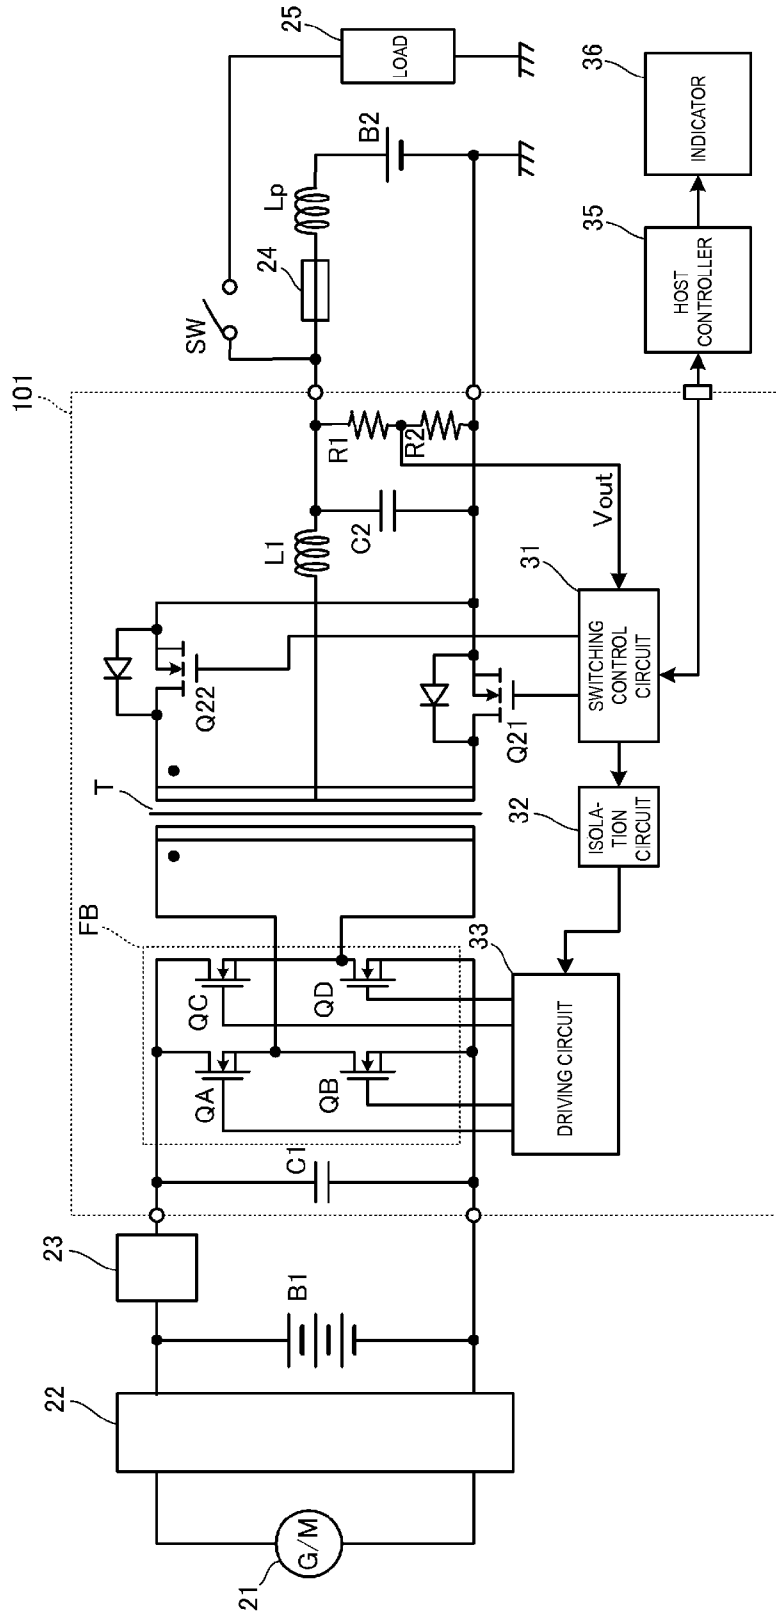 101
21
G/M
22
B1
23
C1
FB
QA
QB
QC
QD
T
Q22
Q21
L1
C2
R1
R2
SW
24
Lp
B2
25
LOAD
Vout
33
DRIVING CIRCUIT
32
ISOLA-
TION
CIRCUIT
31
SWITCHING
CONTROL
CIRCUIT
35
HOST
CONTROLLER
36
INDICATOR